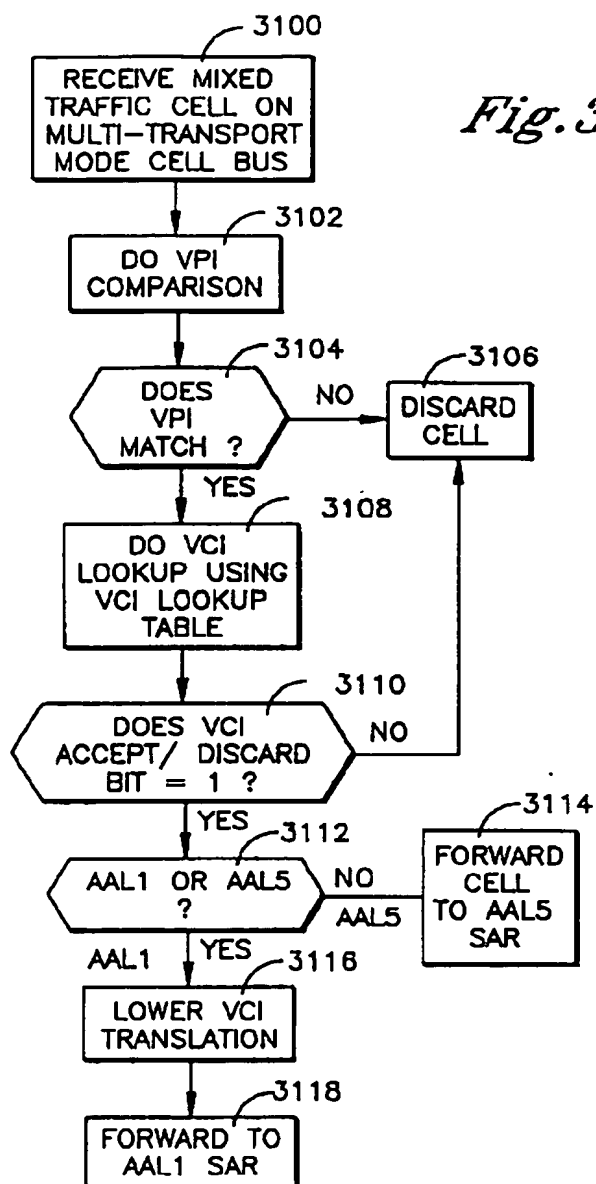 3100
RECEIVE MIXED
TRAFFIC CELL ON
MULTI-TRANSPORT
MODE CELL BUS
Fig.3
3102
DO VPI
COMPARISON
3104
DOES
VPI
MATCH ?
NO
3106
DISCARD
CELL
YES
3108
DO VCI
LOOKUP USING
VCI LOOKUP
TABLE
3110
DOES VCI
ACCEPT/ DISCARD
BIT = 1 ?
NO
YES
3112
AAL1 OR AAL5
?
NO
AAL5
3114
FORWARD
CELL
TO AAL5
SAR
AAL1
YES
3116
LOWER VCI
TRANSLATION
3118
FORWARD TO
AAL1 SAR